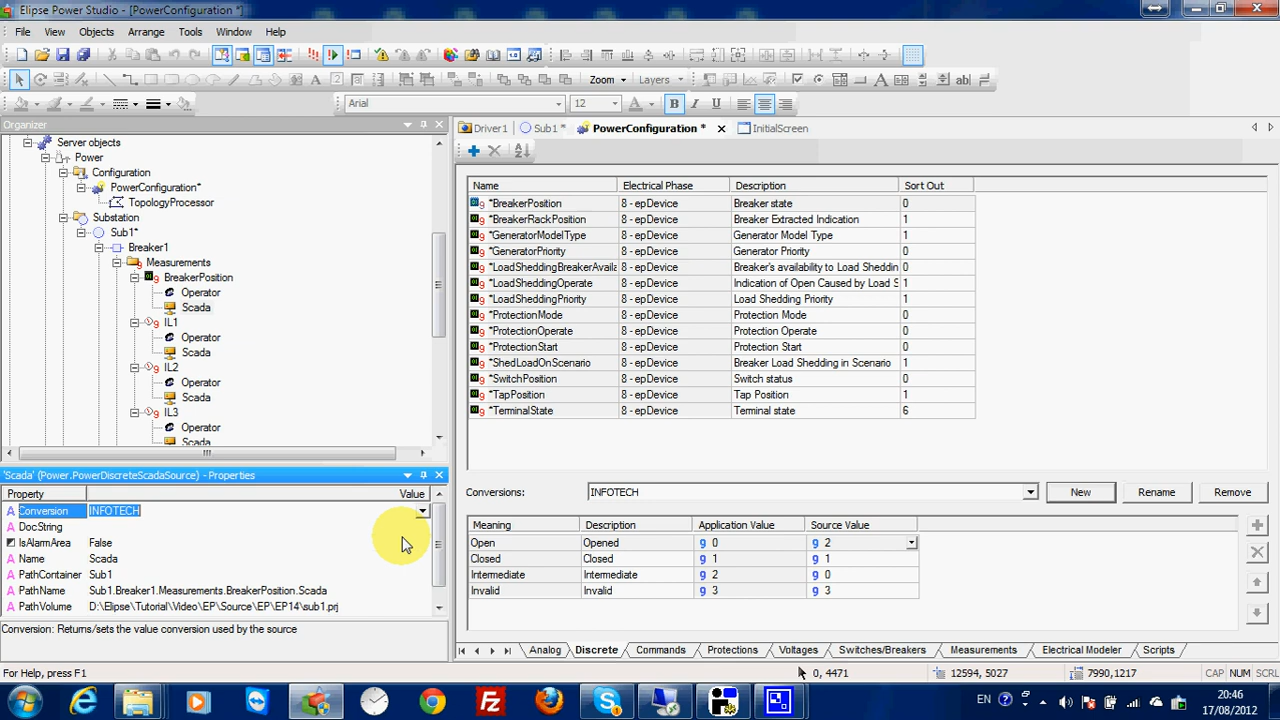 Elipse Power Studio - [PowerConfiguration *]
File View Objects Arrange Tools Window Help
Zoom Layers
Arial 12 A B I U
Organizer
Driver1 Sub1 * PowerConfiguration * InitialScreen
Server objects
Power
Configuration
PowerConfiguration*
TopologyProcessor
Substation
Sub1*
Breaker1
Measurements
BreakerPosition
Operator
Scada
IL1
Operator
Scada
IL2
Operator
Scada
IL3
Operator
Scada
Name Electrical Phase Description Sort Out
*BreakerPosition 8 - epDevice Breaker state 0
*BreakerRackPosition 8 - epDevice Breaker Extracted Indication 1
*GeneratorModelType 8 - epDevice Generator Model Type 1
*GeneratorPriority 8 - epDevice Generator Priority 0
*LoadSheddingBreakerAvaila 8 - epDevice Breaker's availability to Load Sheddin 0
*LoadSheddingOperate 8 - epDevice Indication of Open Caused by Load S 1
*LoadSheddingPriority 8 - epDevice Load Shedding Priority 1
*ProtectionMode 8 - epDevice Protection Mode 0
*ProtectionOperate 8 - epDevice Protection Operate 0
*ProtectionStart 8 - epDevice Protection Start 0
*ShedLoadOnScenario 8 - epDevice Breaker Load Shedding in Scenario 1
*SwitchPosition 8 - epDevice Switch status 0
*TapPosition 8 - epDevice Tap Position 1
*TerminalState 8 - epDevice Terminal state 6
'Scada' (Power.PowerDiscreteScadaSource) - Properties
Property Value
Conversion INFOTECH
DocString
IsAlarmArea False
Name Scada
PathContainer Sub1
PathName Sub1.Breaker1.Measurements.BreakerPosition.Scada
PathVolume D:\Elipse\Tutorial\Video\EP\Source\EP\EP14\sub1.prj
Conversion: Returns/sets the value conversion used by the source
Conversions: INFOTECH New Rename Remove
Meaning Description Application Value Source Value
Open Opened 0 2
Closed Closed 1 1
Intermediate Intermediate 2 0
Invalid Invalid 3 3
Analog Discrete Commands Protections Voltages Switches/Breakers Measurements Electrical Modeler Scripts
For Help, press F1 0, 4471 12594, 5027 7990,1217 CAP NUM SCRL
EN 20:46
17/08/2012